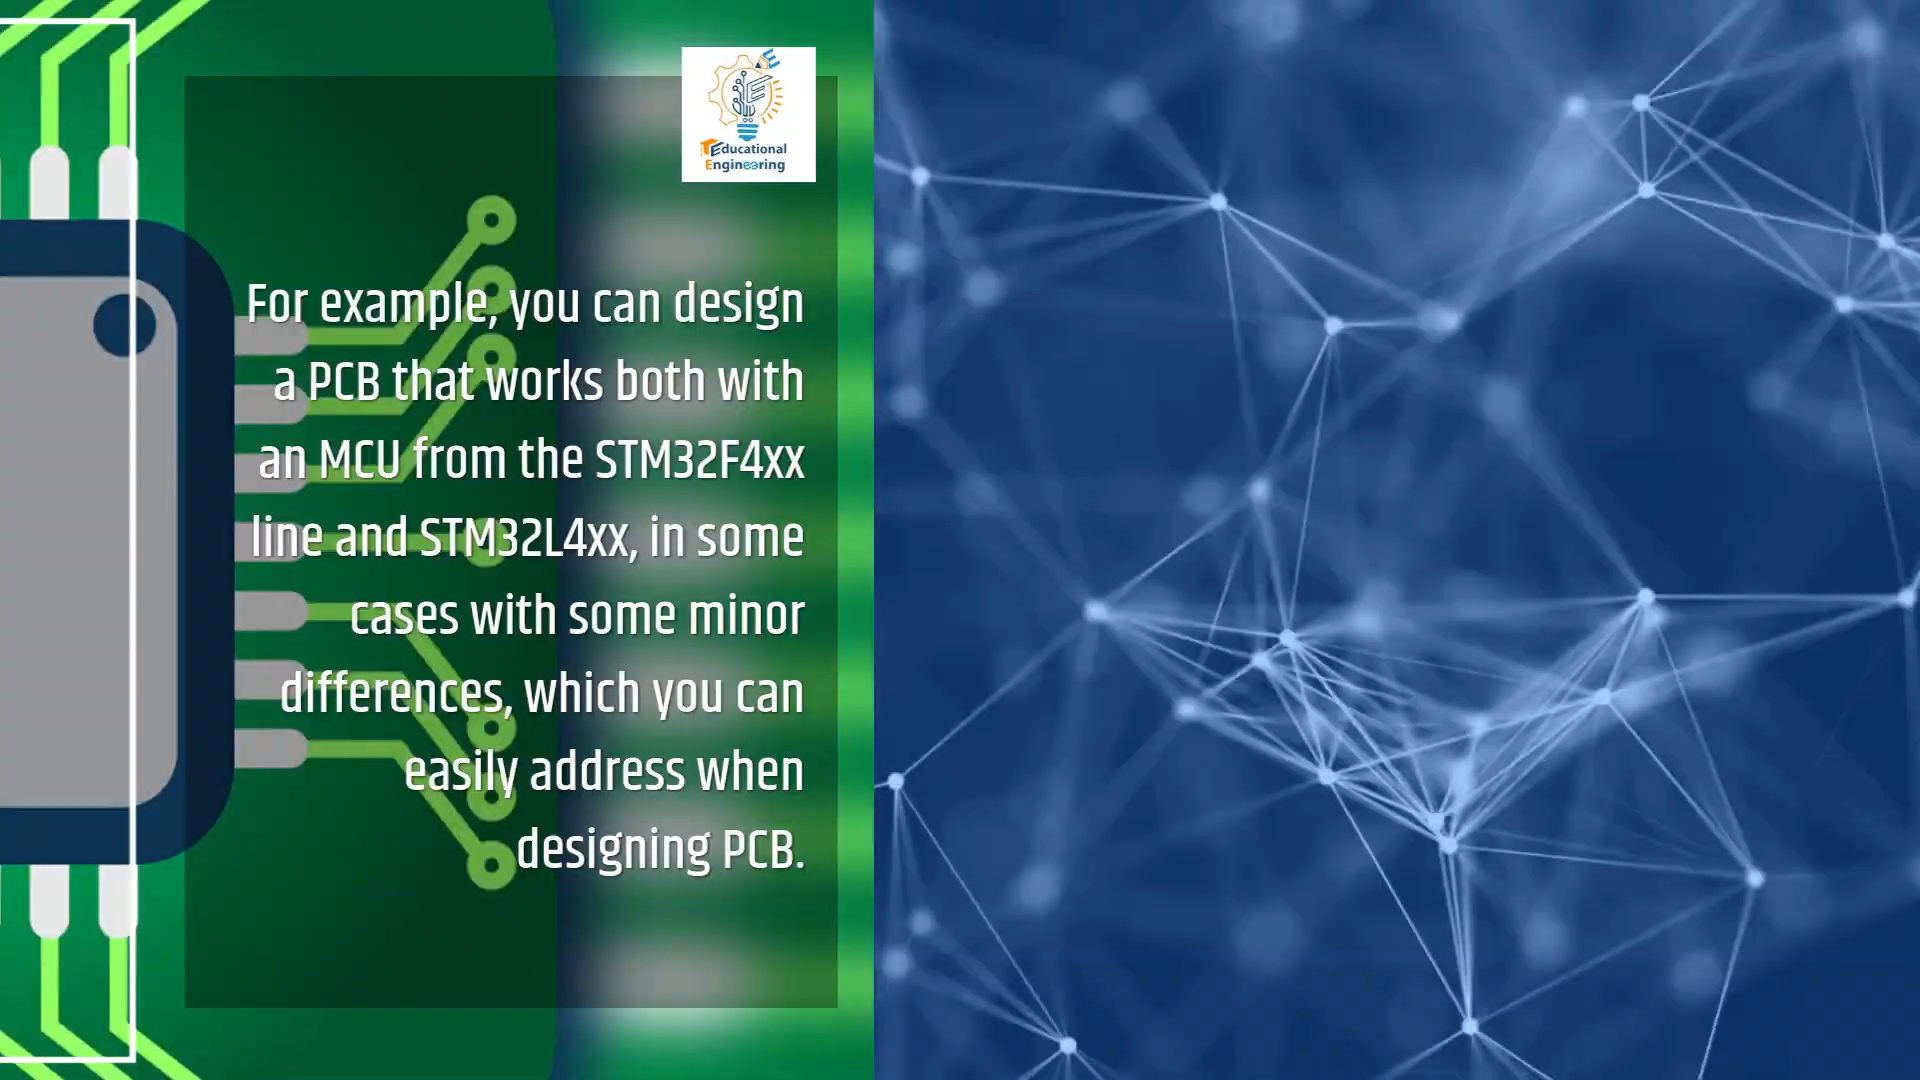 Educational
Engineering
For example, you can design
a PCB that works both with
an MCU from the STM32F4xx
line and STM32L4xx, in some
cases with some minor
differences, which you can
easily address when
designing PCB.